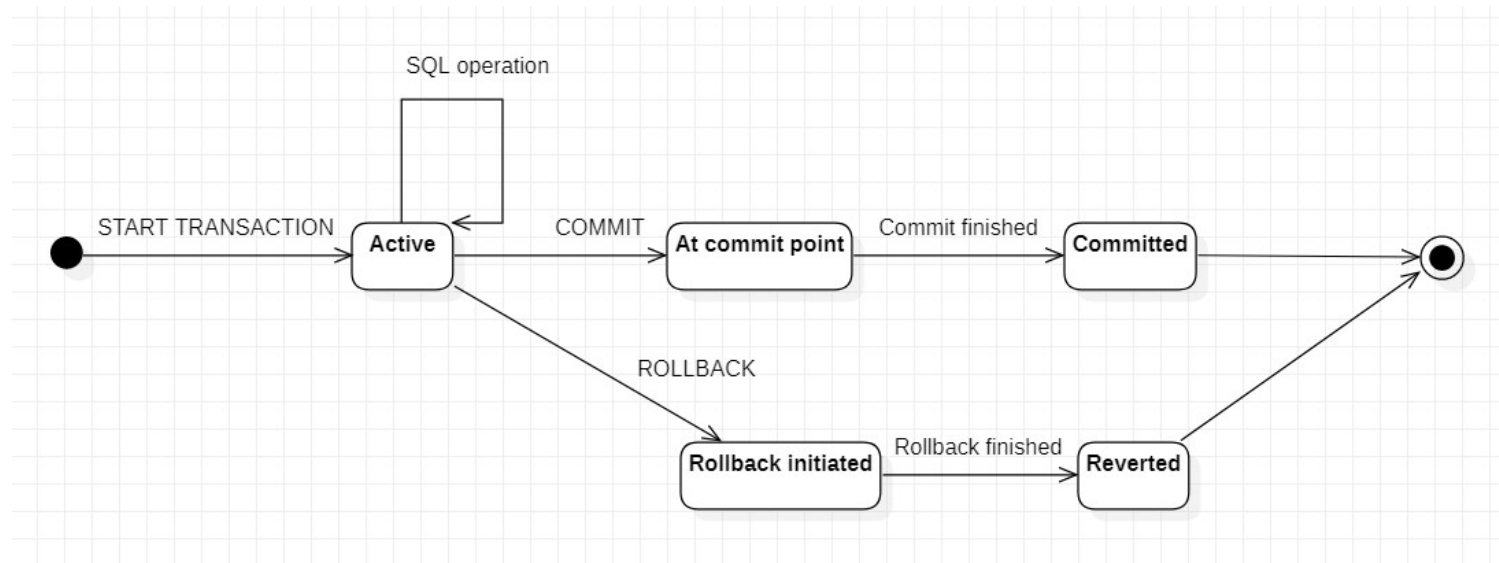 SQL operation
START TRANSACTION
Active
COMMIT
At commit point
Commit finished
Committed
ROLLBACK
Rollback initiated
Rollback finished
Reverted